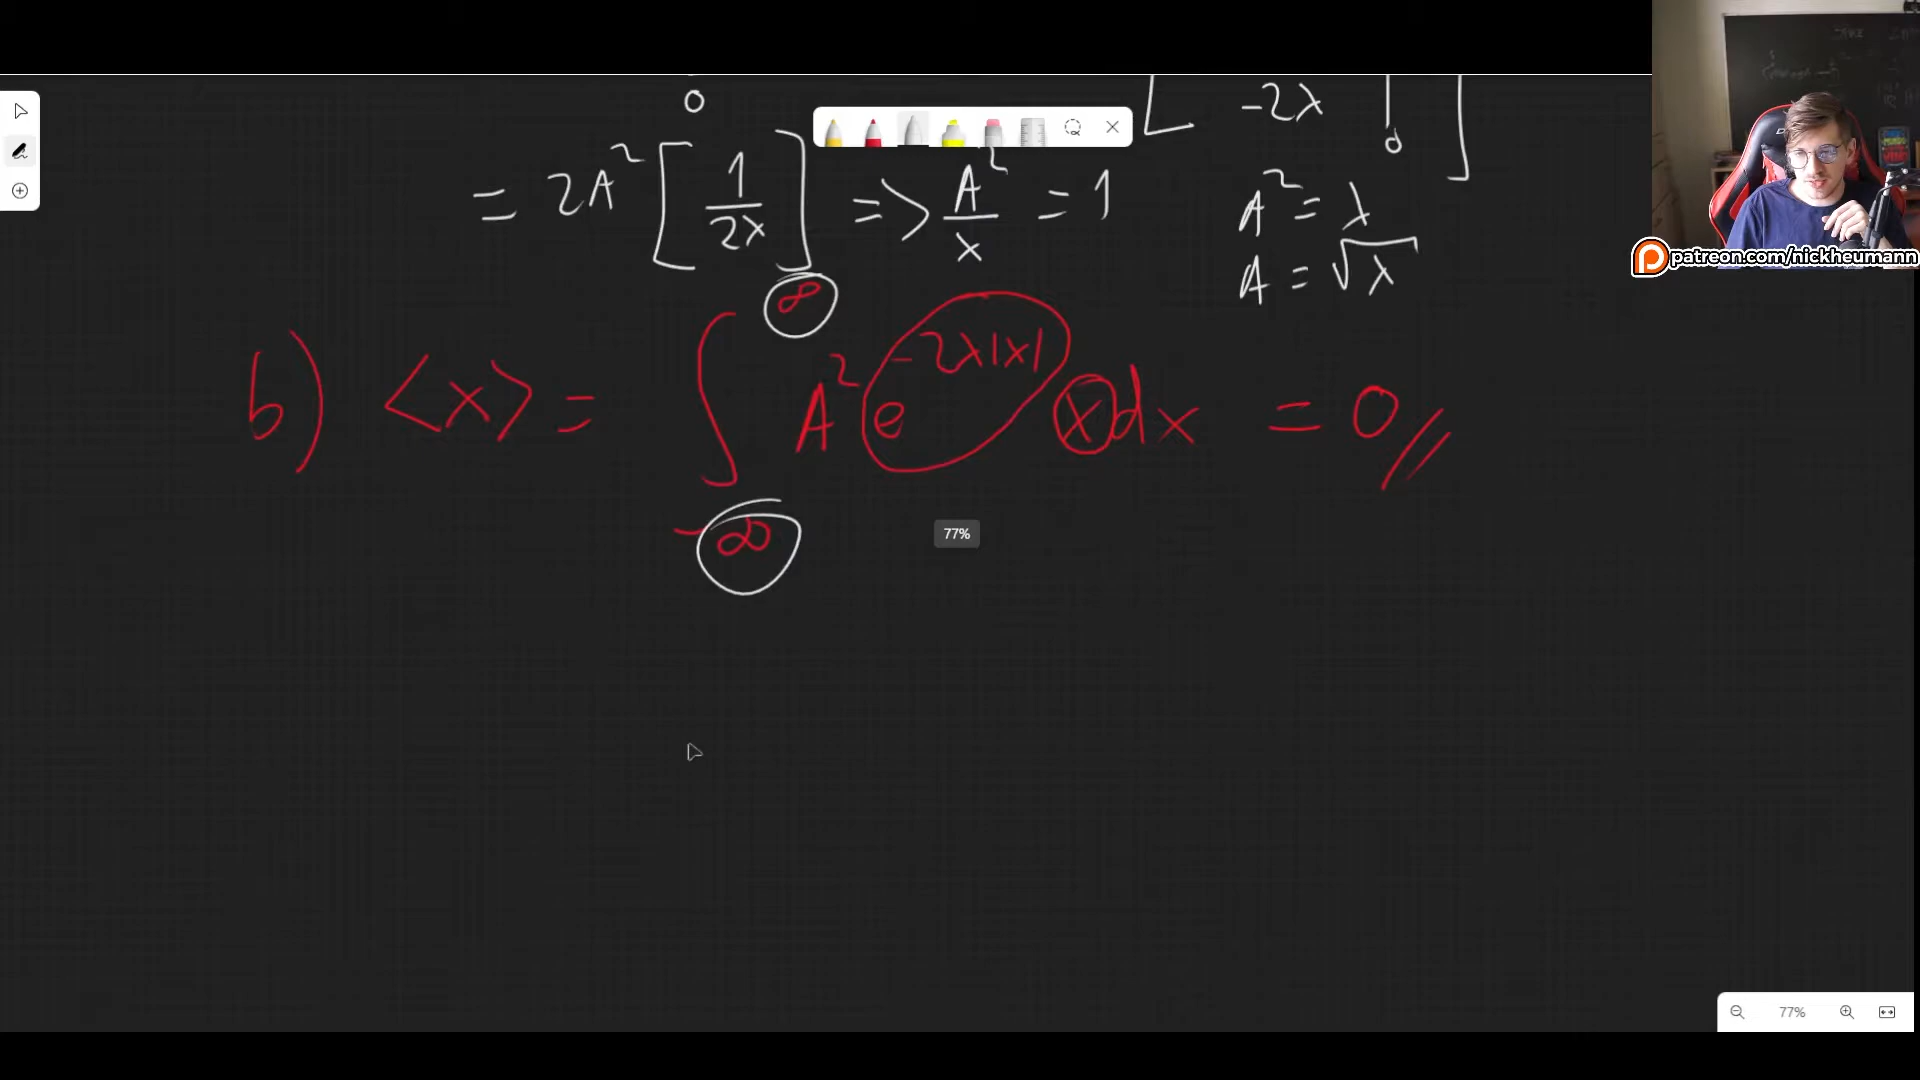 0
-2λ
0
= 2A² [ 1/2λ ] => A²/λ = 1
A² = λ
A = √λ
patreon.com/nickheumann
b) <x> = ∫ -∞ ∞ A² e^-2λ|x| x dx = 0
77%
77%